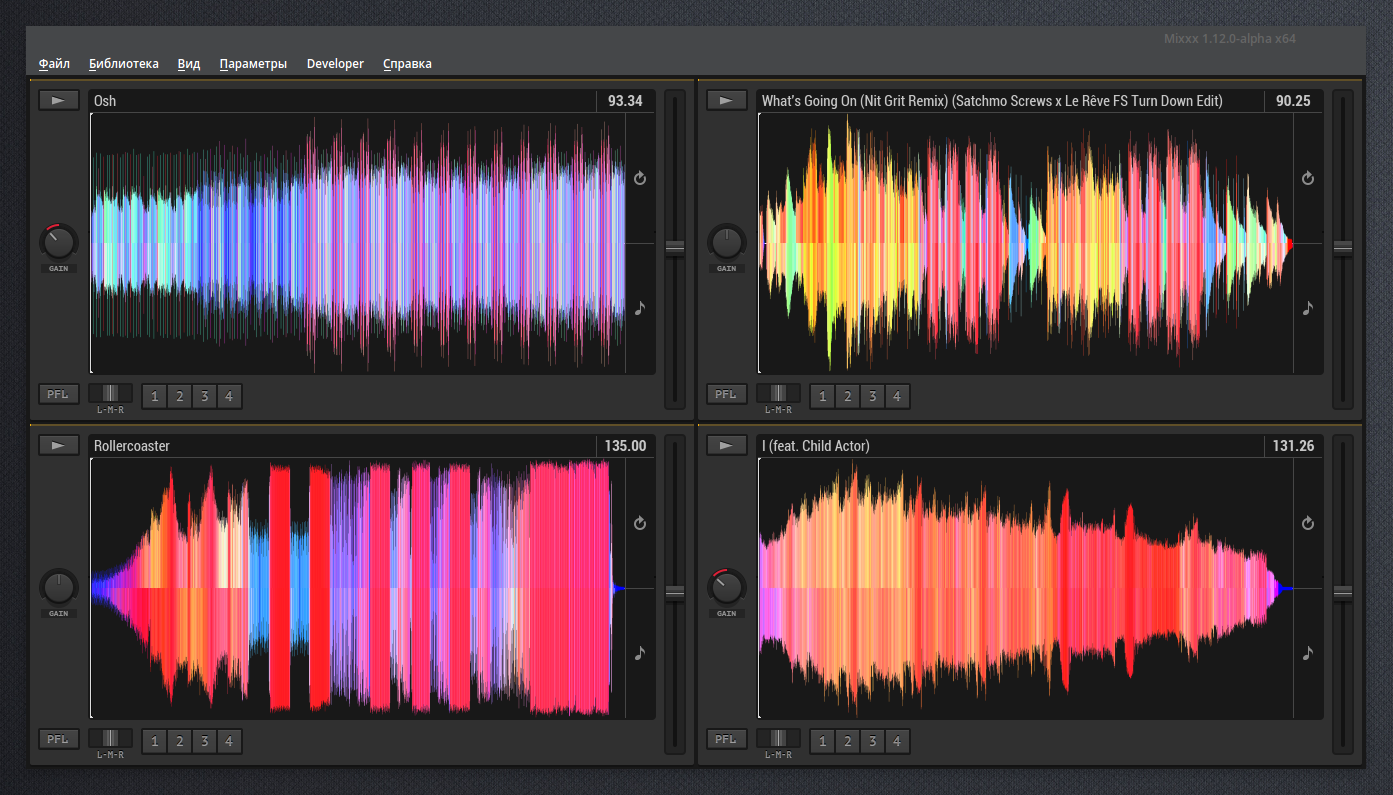 Mixxx 1.12.0-alpha x64
Файл Библиотека Вид Параметры Developer Справка
Osh 93.34
GAIN
PFL 1 2 3 4
L-M-R
What's Going On (Nit Grit Remix) (Satchmo Screws x Le Rêve FS Turn Down Edit) 90.25
GAIN
PFL 1 2 3 4
L-M-R
Rollercoaster 135.00
GAIN
PFL 1 2 3 4
L-M-R
I (feat. Child Actor) 131.26
GAIN
PFL 1 2 3 4
L-M-R